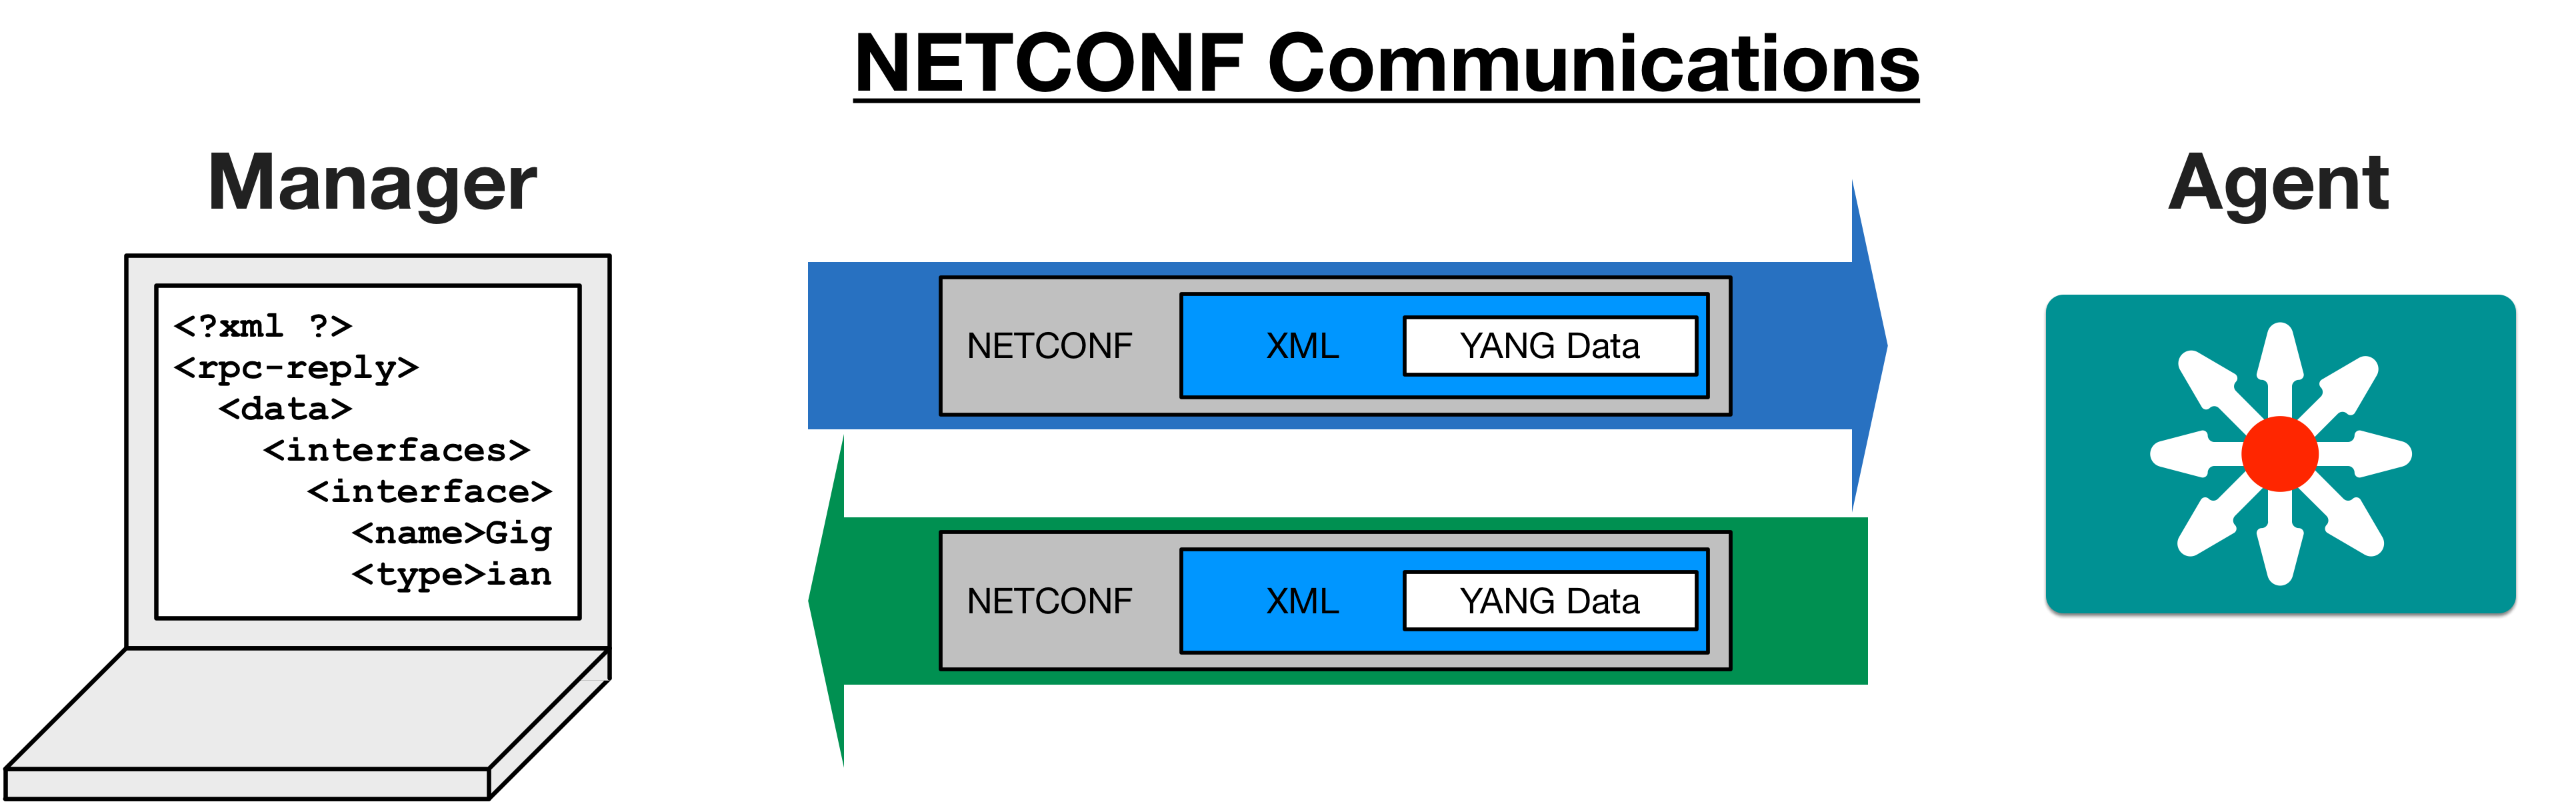 NETCONF Communications
Manager
Agent
<?xml ?>
<rpc-reply>
<data>
<interfaces>
<interface>
<name>Gig
<type>ian
NETCONF XML YANG Data
NETCONF XML YANG Data